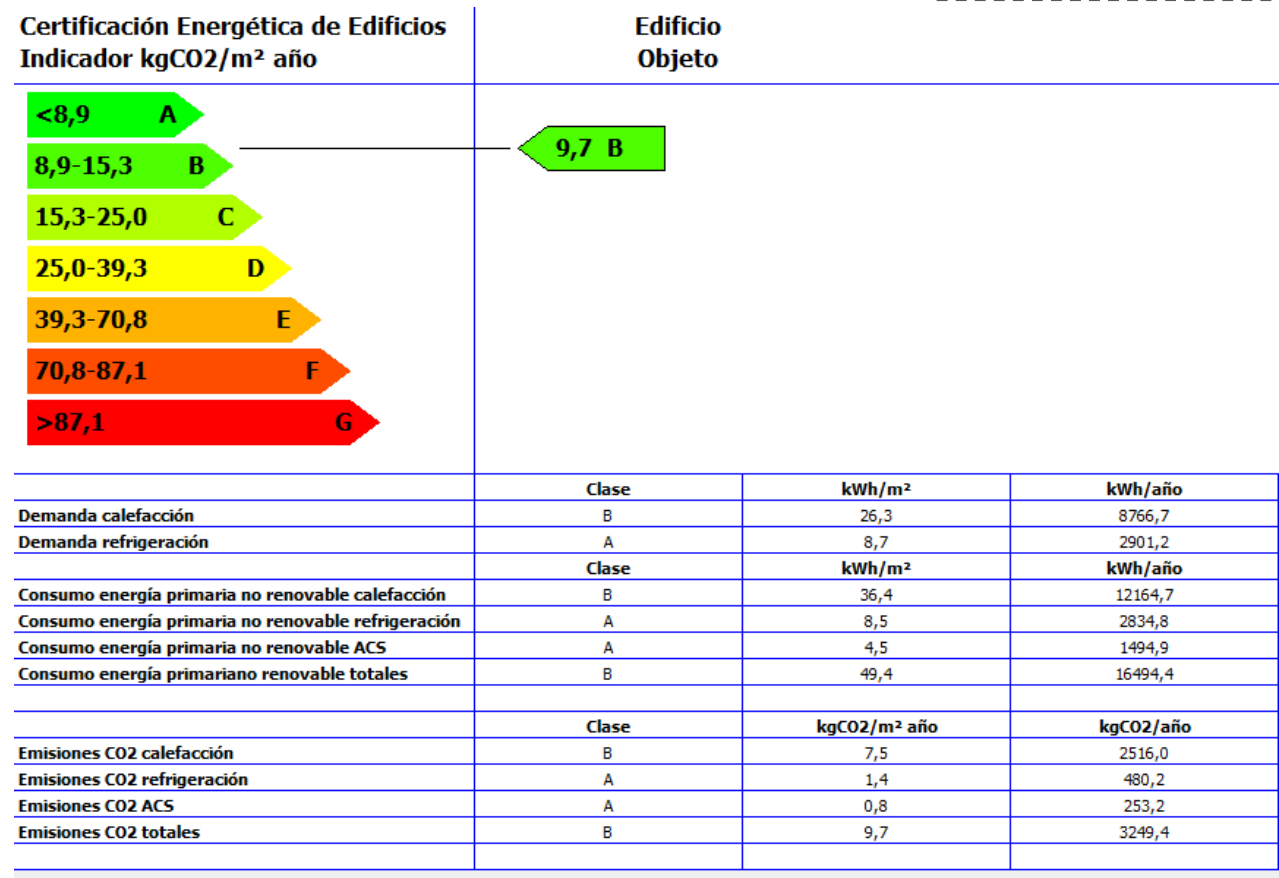 Certificación Energética de Edificios
Indicador kgCO2/m² año
Edificio
Objeto
<8,9 A
8,9-15,3 B
15,3-25,0 C
25,0-39,3 D
39,3-70,8 E
70,8-87,1 F
>87,1 G
9,7 B
Clase kWh/m² kWh/año
Demanda calefacción B 26,3 8766,7
Demanda refrigeración A 8,7 2901,2
Clase kWh/m² kWh/año
Consumo energía primaria no renovable calefacción B 36,4 12164,7
Consumo energía primaria no renovable refrigeración A 8,5 2834,8
Consumo energía primaria no renovable ACS A 4,5 1494,9
Consumo energía primariano renovable totales B 49,4 16494,4
Clase kgCO2/m² año kgCO2/año
Emisiones CO2 calefacción B 7,5 2516,0
Emisiones CO2 refrigeración A 1,4 480,2
Emisiones CO2 ACS A 0,8 253,2
Emisiones CO2 totales B 9,7 3249,4